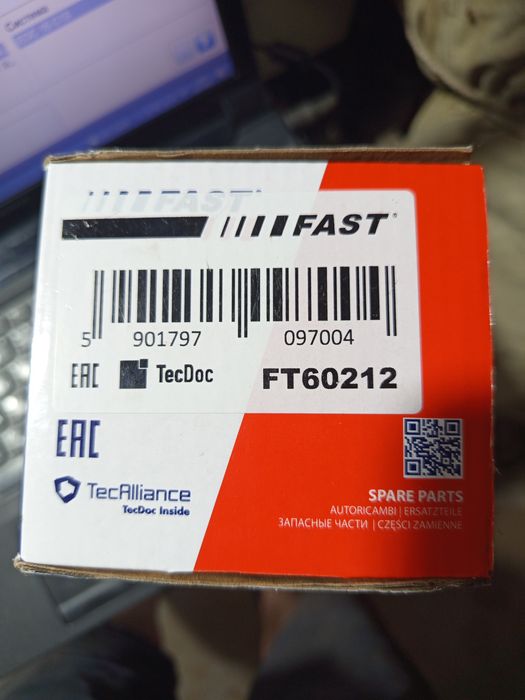 Система
FAST
FAST®
5 901797 097004
EAC TecDoc FT60212
EAC
TecAlliance
TecDoc Inside
SPARE PARTS
AUTORICAMBI | ERSATZTEILE
ЗАПАСНЫЕ ЧАСТИ | CZĘŚCI ZAMIENNE